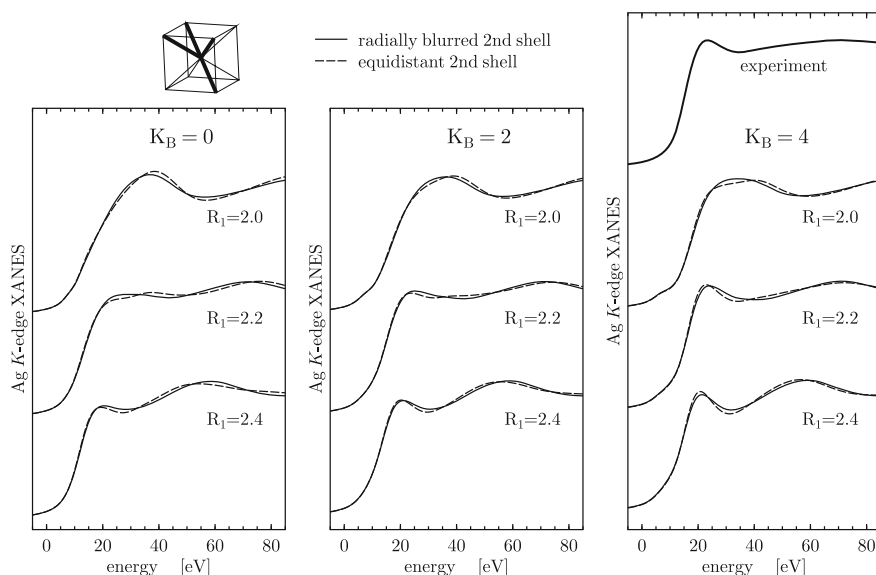 radially blurred 2nd shell
equidistant 2nd shell
Ag K-edge XANES
K_B = 0
R_1=2.0
R_1=2.2
R_1=2.4
0 20 40 60 80
energy [eV]
Ag K-edge XANES
K_B = 2
R_1=2.0
R_1=2.2
R_1=2.4
0 20 40 60 80
energy [eV]
Ag K-edge XANES
experiment
K_B = 4
R_1=2.0
R_1=2.2
R_1=2.4
0 20 40 60 80
energy [eV]